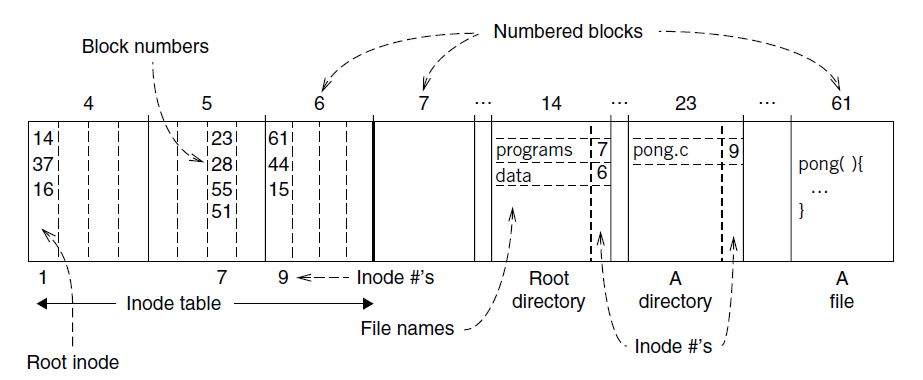 Numbered blocks
Block numbers
4 5 6 7 ... 14 ... 23 ... 61
14 23 61
37 28 44
16 55 15
51
programs 7
data 6
pong.c 9
pong( ){
...
}
1 7 9 Inode #'s
Inode table
Root inode
File names
Root
directory
A
directory
A
file
Inode #'s